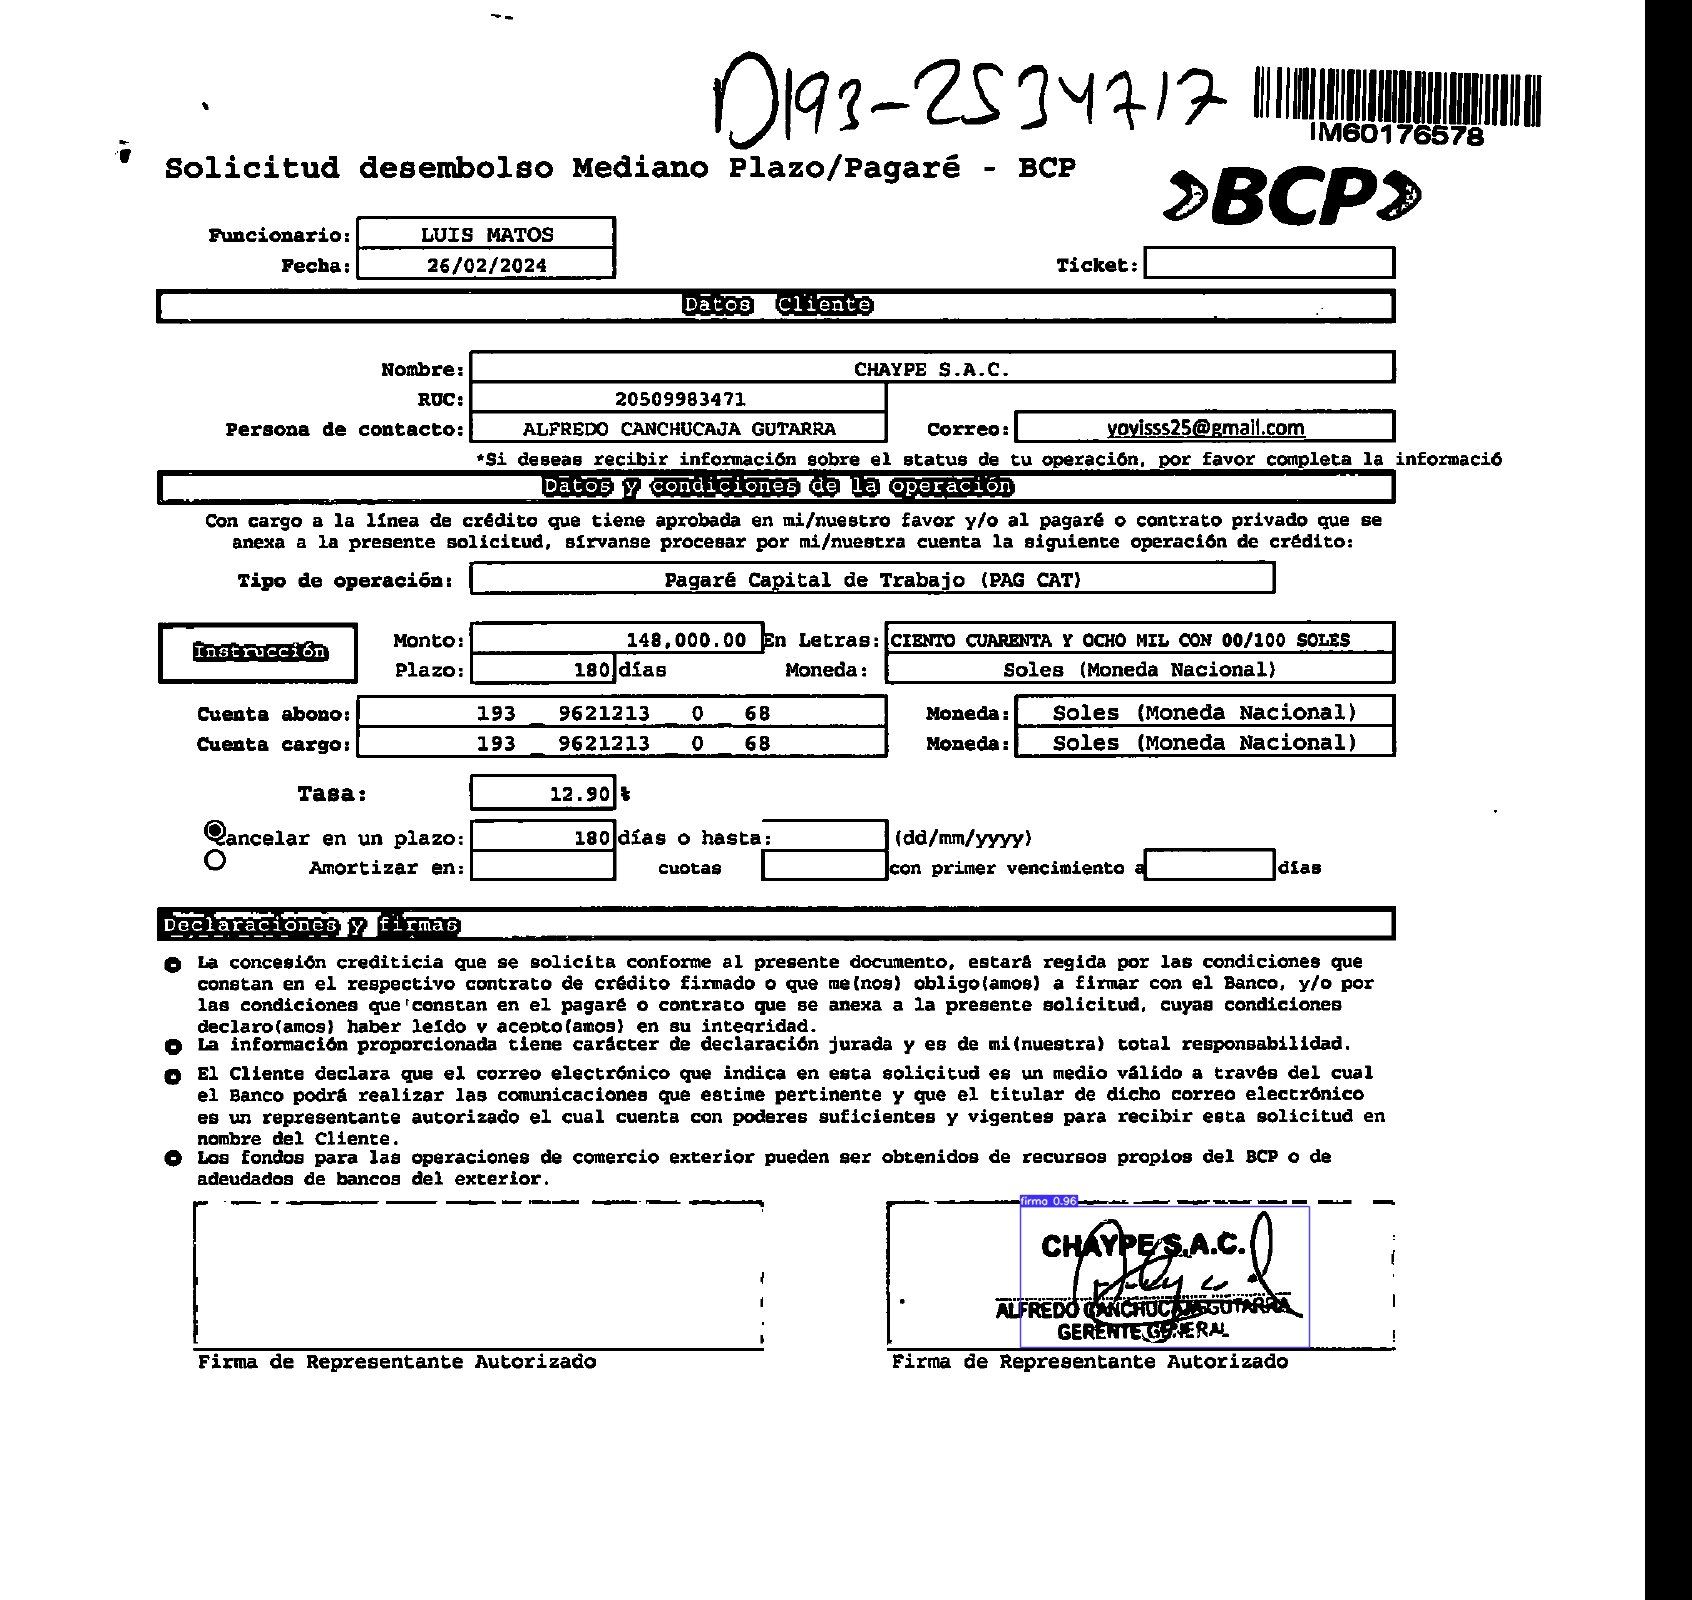 D193-2534717
IM60176578
Solicitud desembolso Mediano Plazo/Pagaré - BCP
BCP
Funcionario: LUIS MATOS
Fecha: 26/02/2024 Ticket:
Datos Cliente
Nombre: CHAYPE S.A.C.
RUC: 20509983471
Persona de contacto: ALFREDO CANCHUCAJA GUTARRA Correo: yovisss25@gmail.com
*Si deseas recibir información sobre el status de tu operación, por favor completa la informació
Datos y condiciones de la operación
Con cargo a la línea de crédito que tiene aprobada en mi/nuestro favor y/o al pagaré o contrato privado que se
anexa a la presente solicitud, sírvanse procesar por mi/nuestra cuenta la siguiente operación de crédito:
Tipo de operación: Pagaré Capital de Trabajo (PAG CAT)
Instrucción
Monto: 148,000.00 En Letras: CIENTO CUARENTA Y OCHO MIL CON 00/100 SOLES
Plazo: 180 días Moneda: Soles (Moneda Nacional)
Cuenta abono: 193 9621213 0 68 Moneda: Soles (Moneda Nacional)
Cuenta cargo: 193 9621213 0 68 Moneda: Soles (Moneda Nacional)
Tasa: 12.90 %
Cancelar en un plazo: 180 días o hasta: (dd/mm/yyyy)
Amortizar en: cuotas con primer vencimiento a días
Declaraciones y firmas
La concesión crediticia que se solicita conforme al presente documento, estará regida por las condiciones que
constan en el respectivo contrato de crédito firmado o que me(nos) obligo(amos) a firmar con el Banco, y/o por
las condiciones que constan en el pagaré o contrato que se anexa a la presente solicitud, cuyas condiciones
declaro(amos) haber leído y acepto(amos) en su integridad.
La información proporcionada tiene carácter de declaración jurada y es de mi(nuestra) total responsabilidad.
El Cliente declara que el correo electrónico que indica en esta solicitud es un medio válido a través del cual
el Banco podrá realizar las comunicaciones que estime pertinente y que el titular de dicho correo electrónico
es un representante autorizado el cual cuenta con poderes suficientes y vigentes para recibir esta solicitud en
nombre del Cliente.
Los fondos para las operaciones de comercio exterior pueden ser obtenidos de recursos propios del BCP o de
adeudados de bancos del exterior.
firma 0.96
CHAYPE S.A.C.
ALFREDO CANCHUCAJA GUTARRA
GERENTE GENERAL
Firma de Representante Autorizado
Firma de Representante Autorizado